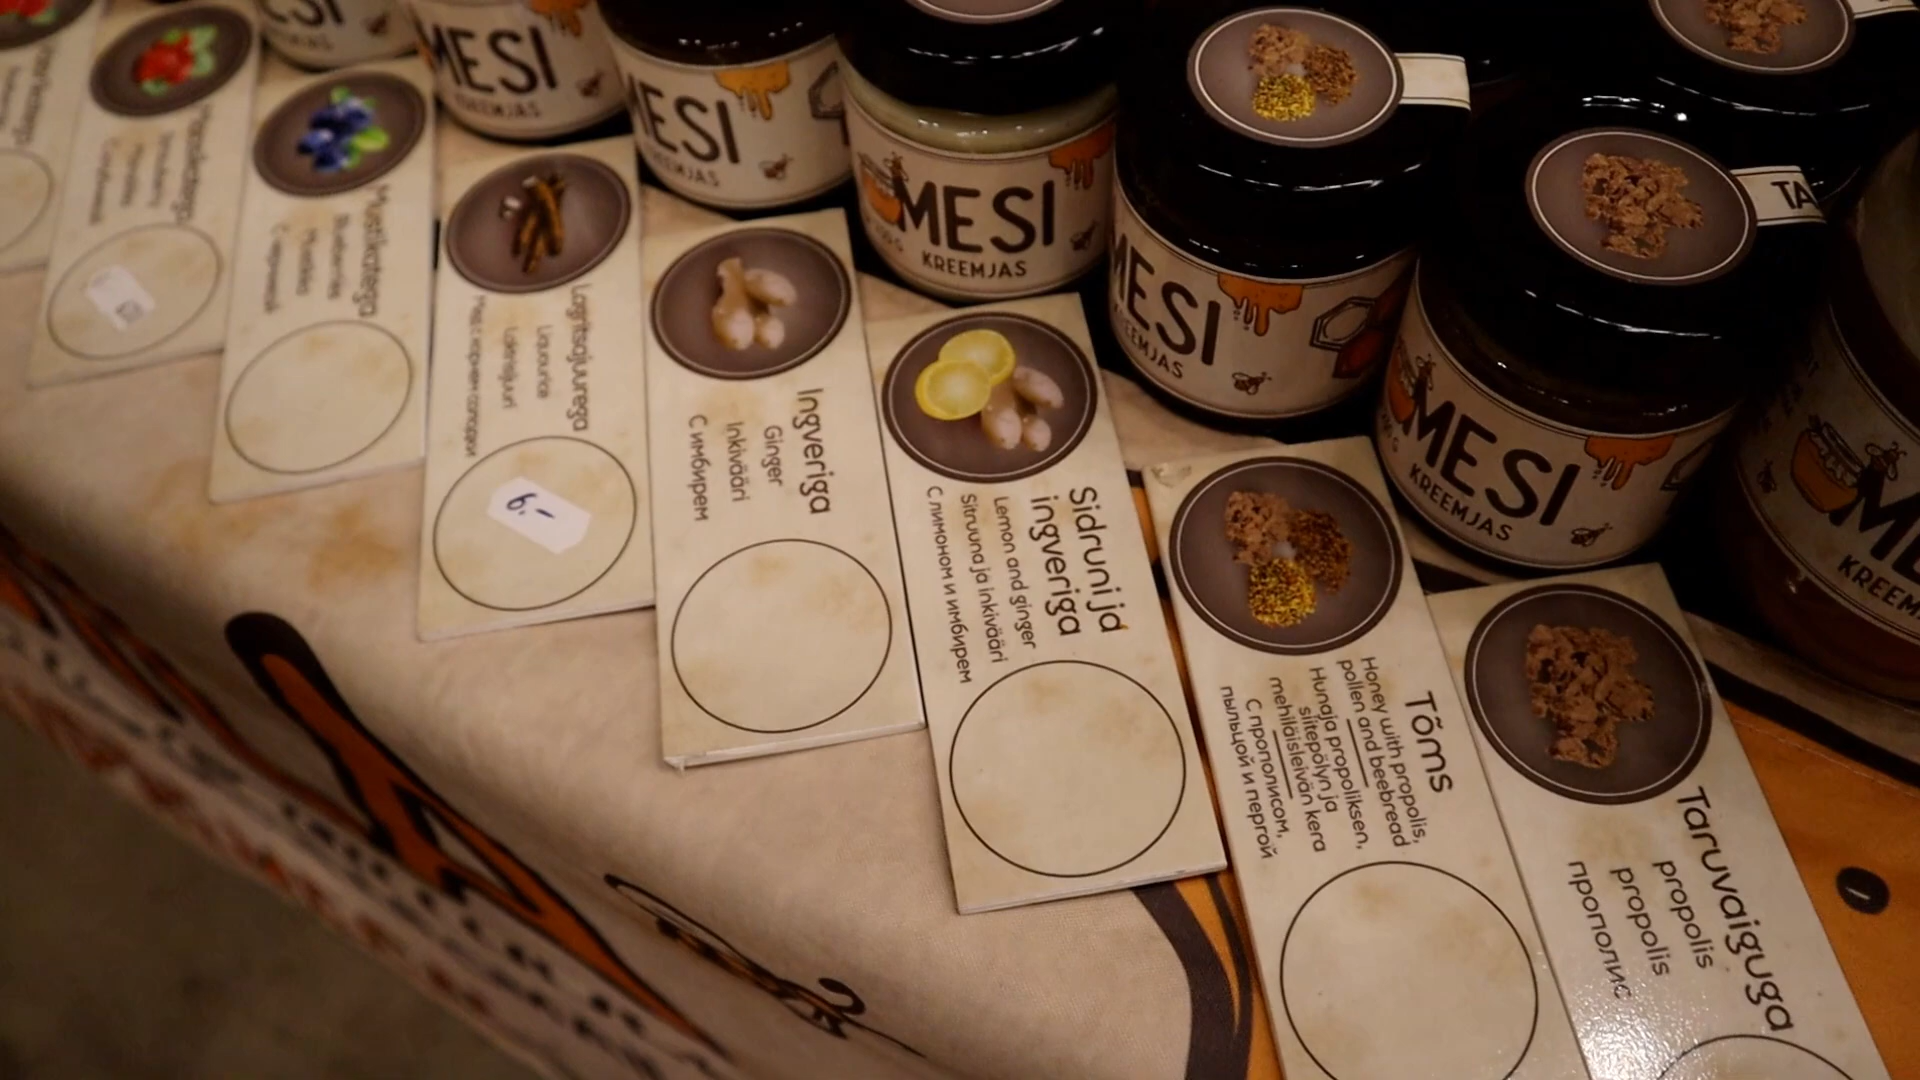 MESI
KREEMJAS
MESI
KREEMJAS
MESI
KREEMJAS
MESI
KREEMJAS
MESI
KREEMJAS
TA
Mustikatega
Blueberries
Mustikka
С черникой
Lagritsajuurega
Liquorice
Lakritsijuuri
Мед с корнем солодки
6.-
Ingveriga
Ginger
Inkivääri
С имбирем
Sidruni ja
ingveriga
Lemon and ginger
Sitruuna ja inkivääri
С лимоном и имбирем
Tõms
Honey with propolis,
pollen and beebread
Hunaja propoliksen,
siitepölyn ja
mehiläisleivän kera
С прополисом,
пыльцой и пергой
Taruvaiguga
propolis
propolis
прополис